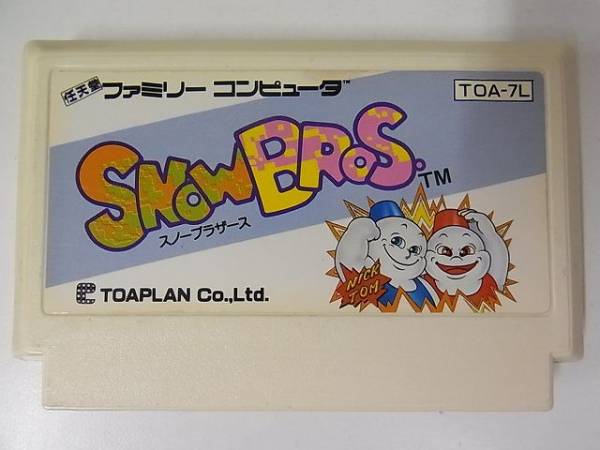 任天堂 ファミリー コンピュータ™
TOA-7L
SNOW BROS.™
スノーブラザース
NICK
TOM
TOAPLAN Co.,Ltd.